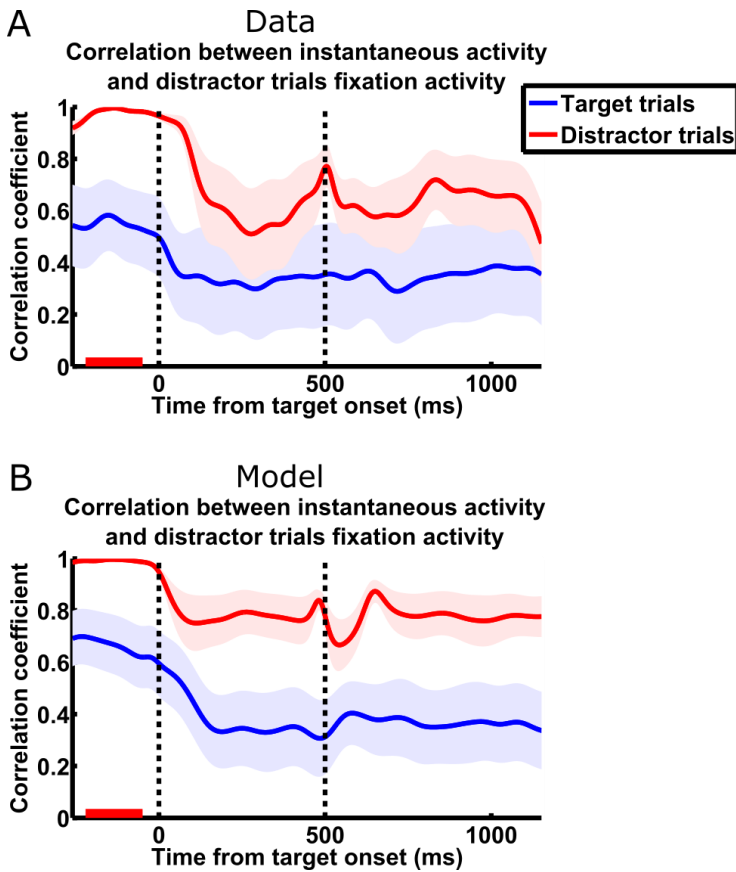 A
Data
Correlation between instantaneous activity
and distractor trials fixation activity
Target trials
Distractor trials
Correlation coefficient
1
0.8
0.6
0.4
0.2
0
0
500
1000
Time from target onset (ms)
B
Model
Correlation between instantaneous activity
and distractor trials fixation activity
Correlation coefficient
1
0.8
0.6
0.4
0.2
0
0
500
1000
Time from target onset (ms)